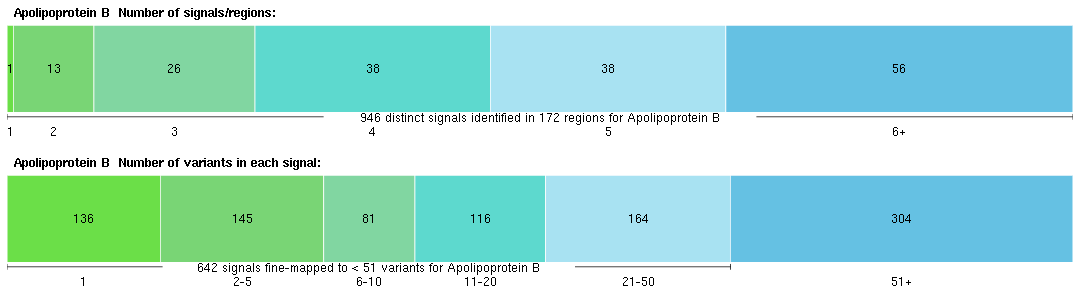 Apolipoprotein B Number of signals/regions:
1 13 26 38 38 56
946 distinct signals identified in 172 regions for Apolipoprotein B
1 2 3 4 5 6+
Apolipoprotein B Number of variants in each signal:
136 145 81 116 164 304
642 signals fine-mapped to < 51 variants for Apolipoprotein B
1 2-5 6-10 11-20 21-50 51+